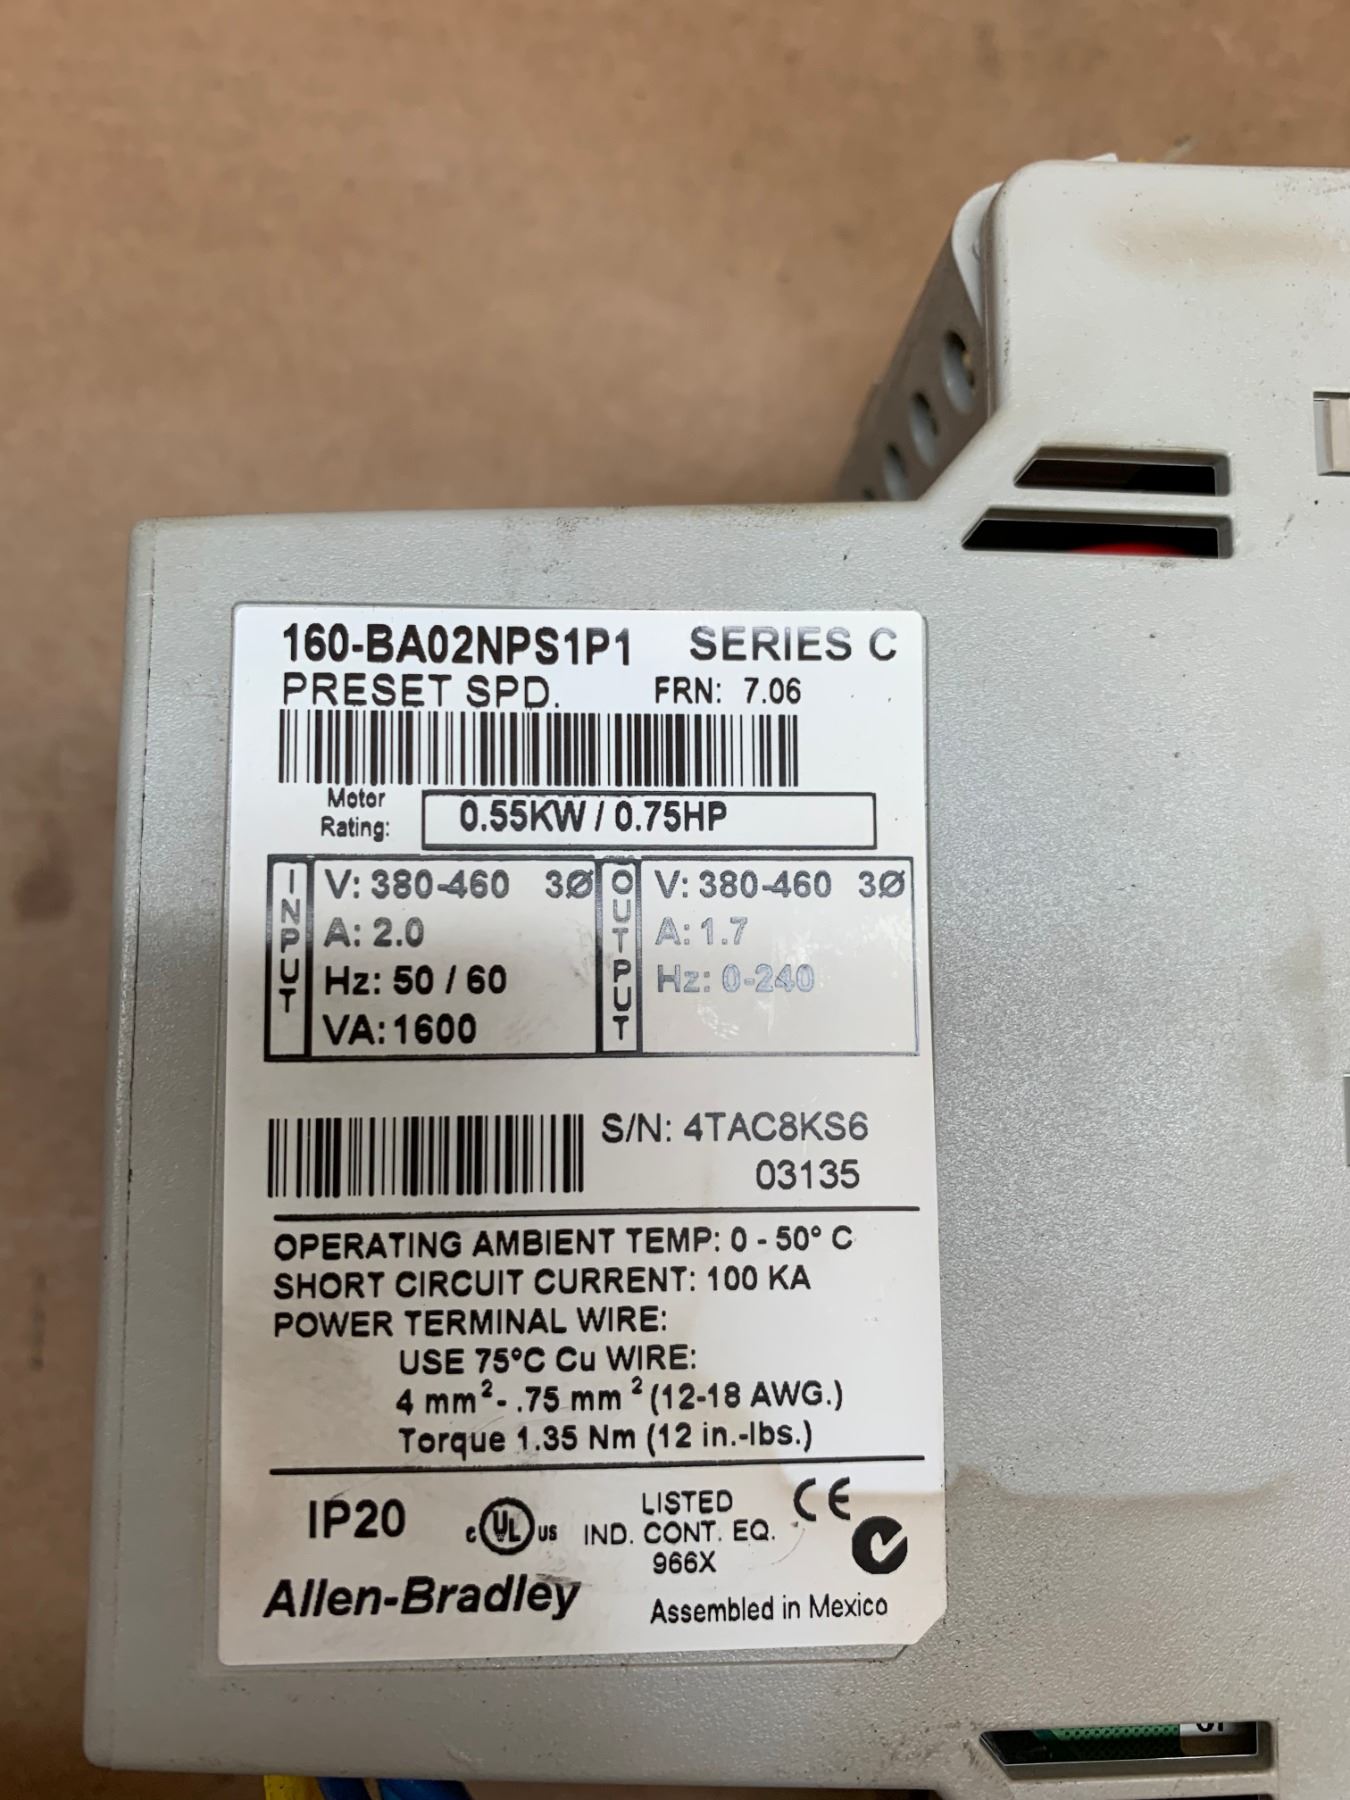 160-BA02NPS1P1 SERIES C
PRESET SPD. FRN: 7.06
Motor
Rating: 0.55KW / 0.75HP
INPUT
V: 380-460 3Ø
A: 2.0
Hz: 50 / 60
VA: 1600
OUTPUT
V: 380-460 3Ø
A: 1.7
Hz: 0-240
S/N: 4TAC8KS6
03135
OPERATING AMBIENT TEMP: 0 - 50° C
SHORT CIRCUIT CURRENT: 100 KA
POWER TERMINAL WIRE:
USE 75°C Cu WIRE:
4 mm²- .75 mm² (12-18 AWG.)
Torque 1.35 Nm (12 in.-lbs.)
IP20
c UL us
LISTED
IND. CONT. EQ.
966X
CE
Allen-Bradley
Assembled in Mexico